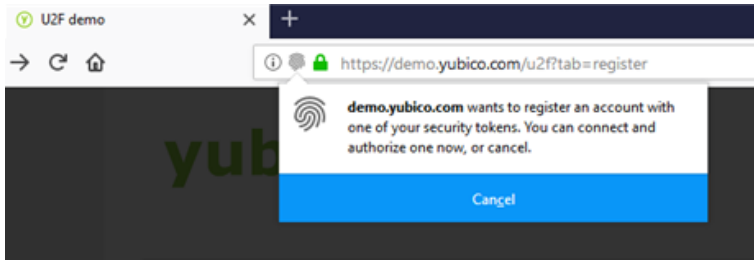 U2F demo
https://demo.yubico.com/u2f?tab=register
demo.yubico.com wants to register an account with
one of your security tokens. You can connect and
authorize one now, or cancel.
yub
Cancel